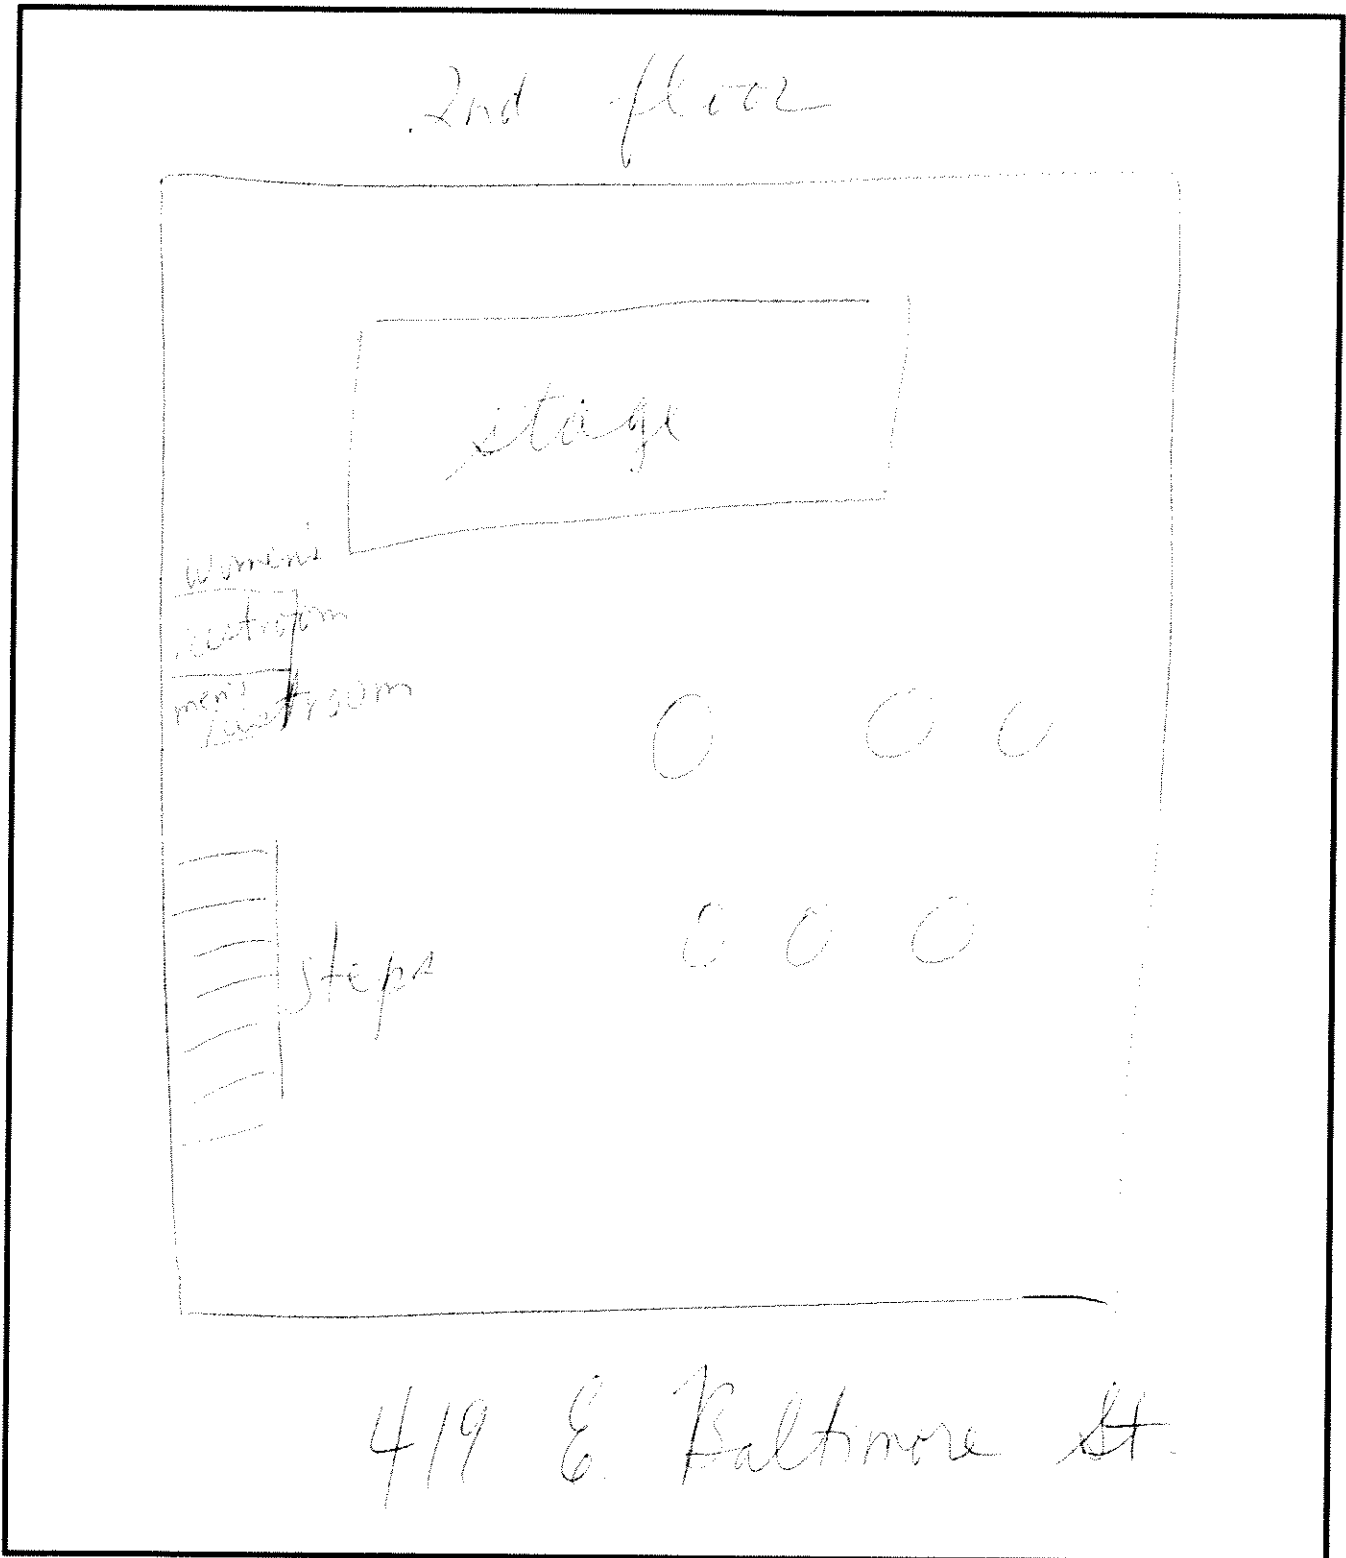 2nd floor
stage
women's
restroom
men's
restroom
steps
419 E. Baltimore St.